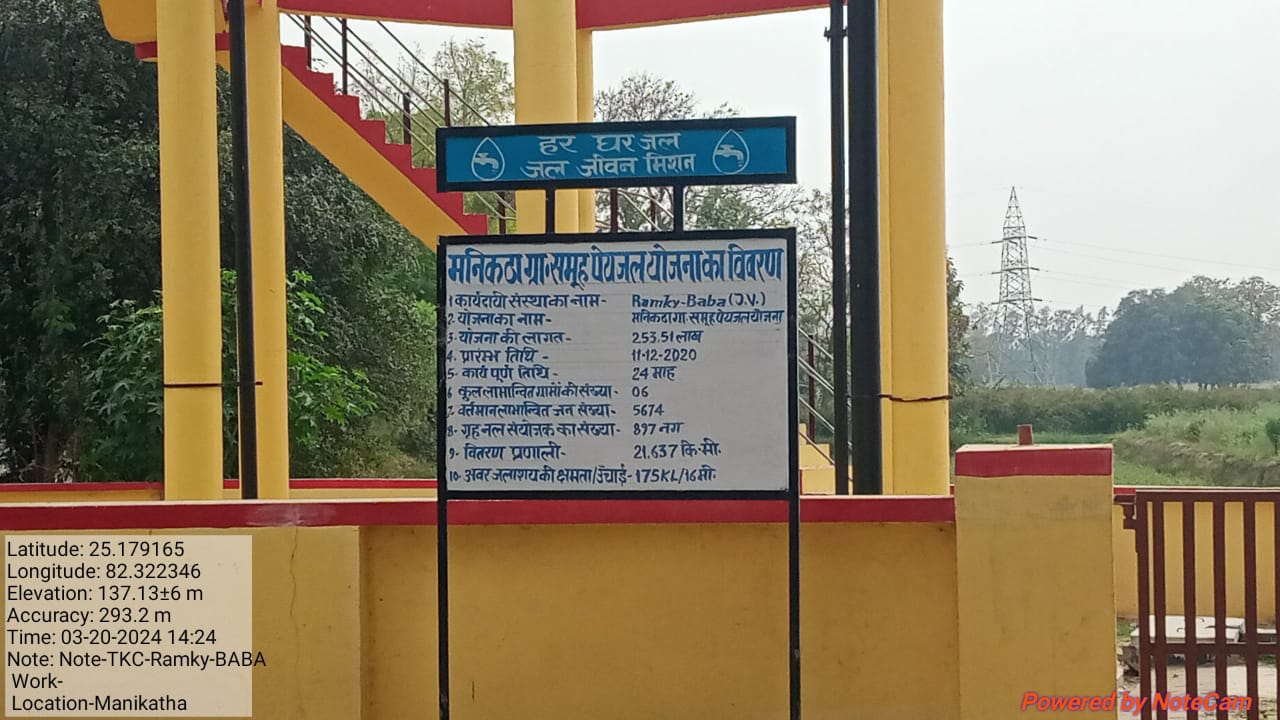 हर घर जल
जल जीवन मिशन
मनिकठा ग्रा॰समूह पेयजल योजना का विवरण
1 कार्यदायी संस्था का नाम- Ramky-Baba (J.V.)
2 योजना का नाम- मनिकठा ग्रा॰ समूह पेयजल योजना
3- योजना की लागत- 253.51 लाख
4- प्रारम्भ तिथि - 11-12-2020
5- कार्य पूर्ण तिथि - 24 माह
6 कुल लाभान्वित ग्रामों की संख्या- 06
7- वर्तमान लाभान्वित जन संख्या- 5674
8- ग्रह नल संयोजक का संख्या- 897 नग
9- वितरण प्रणाली- 21.637 कि॰मी॰
10- अवर जलाशय की क्षमता/उंचाई- 175KL/16मी॰
Latitude: 25.179165
Longitude: 82.322346
Elevation: 137.13±6 m
Accuracy: 293.2 m
Time: 03-20-2024 14:24
Note: Note-TKC-Ramky-BABA
Work-
Location-Manikatha
Powered by NoteCam